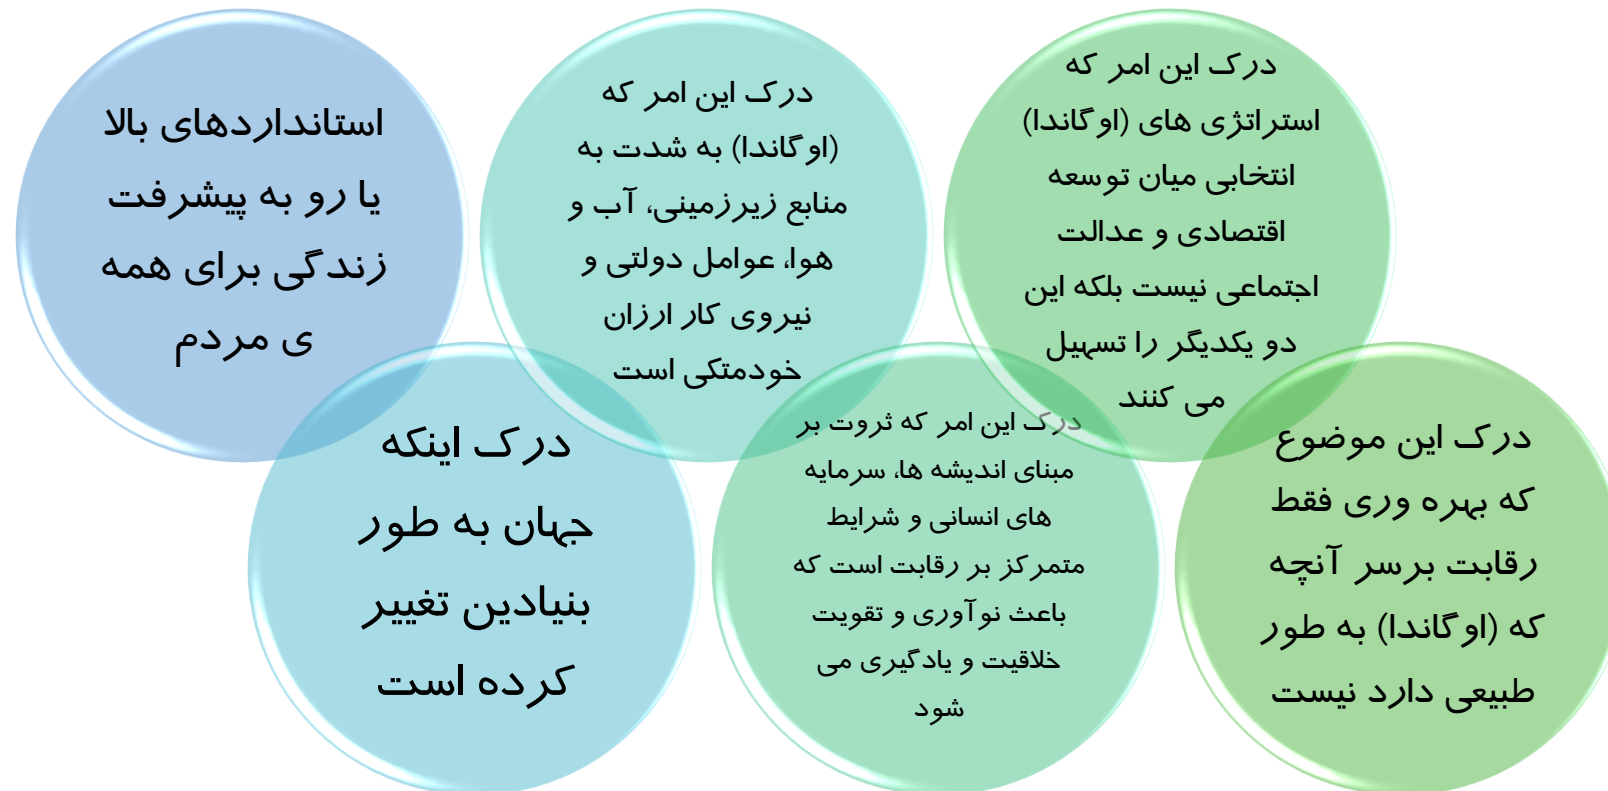 درک این امر که
استراتژی های (اوگاندا)
انتخابی میان توسعه
اقتصادی و عدالت
اجتماعی نیست بلکه این
دو یکدیگر را تسهیل
می کنند
درک این امر که
(اوگاندا) به شدت به
منابع زیرزمینی، آب و
هوا، عوامل دولتی و
نیروی کار ارزان
خودمتکی است
استانداردهای بالا
یا رو به پیشرفت
زندگی برای همه
ی مردم
درک این موضوع
که بهره وری فقط
رقابت برسر آنچه
که (اوگاندا) به طور
طبیعی دارد نیست
درک این امر که ثروت بر
مبنای اندیشه ها، سرمایه
های انسانی و شرایط
متمرکز بر رقابت است که
باعث نوآوری و تقویت
خلاقیت و یادگیری می
شود
درک اینکه
جهان به طور
بنیادین تغییر
کرده است